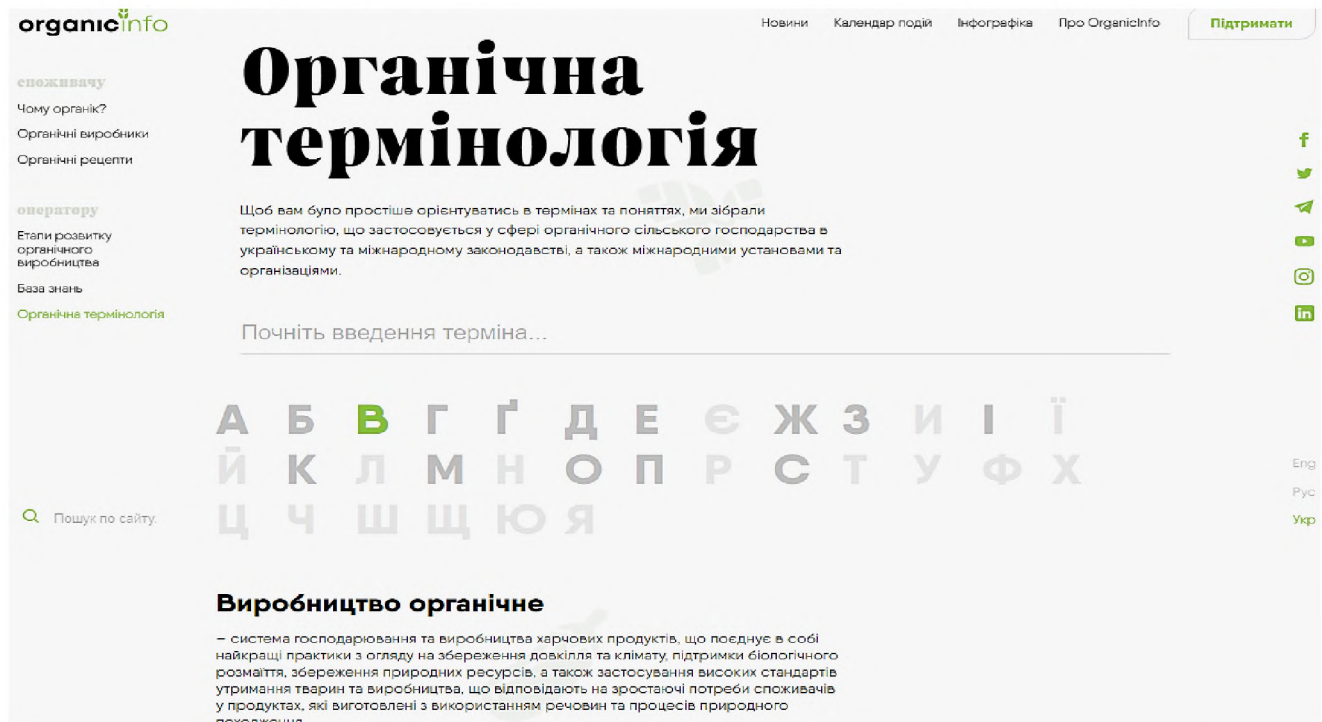 organicinfo
Новини Календар подій Інфографіка Про OrganicInfo Підтримати
споживачу
Чому органік?
Органічні виробники
Органічні рецепти
оператору
Етапи розвитку
органічного
виробництва
База знань
Органічна термінологія
Пошук по сайту.
Органічна
термінологія
Щоб вам було простіше орієнтуватись в термінах та поняттях, ми зібрали
термінологію, що застосовується у сфері органічного сільського господарства в
українському та міжнародному законодавстві, а також міжнародними установами та
організаціями.
Почніть введення терміна...
А Б В Г Ґ Д Е Є Ж З И І Ї
Й К Л М Н О П Р С Т У Ф Х
Ц Ч Ш Щ Ю Я
Виробництво органічне
– система господарювання та виробництва харчових продуктів, що поєднує в собі
найкращі практики з огляду на збереження довкілля та клімату, підтримки біологічного
розмаїття, збереження природних ресурсів, а також застосування високих стандартів
утримання тварин та виробництва, що відповідають на зростаючі потреби споживачів
у продуктах, які виготовлені з використанням речовин та процесів природного
походження
Eng
Рус
Укр